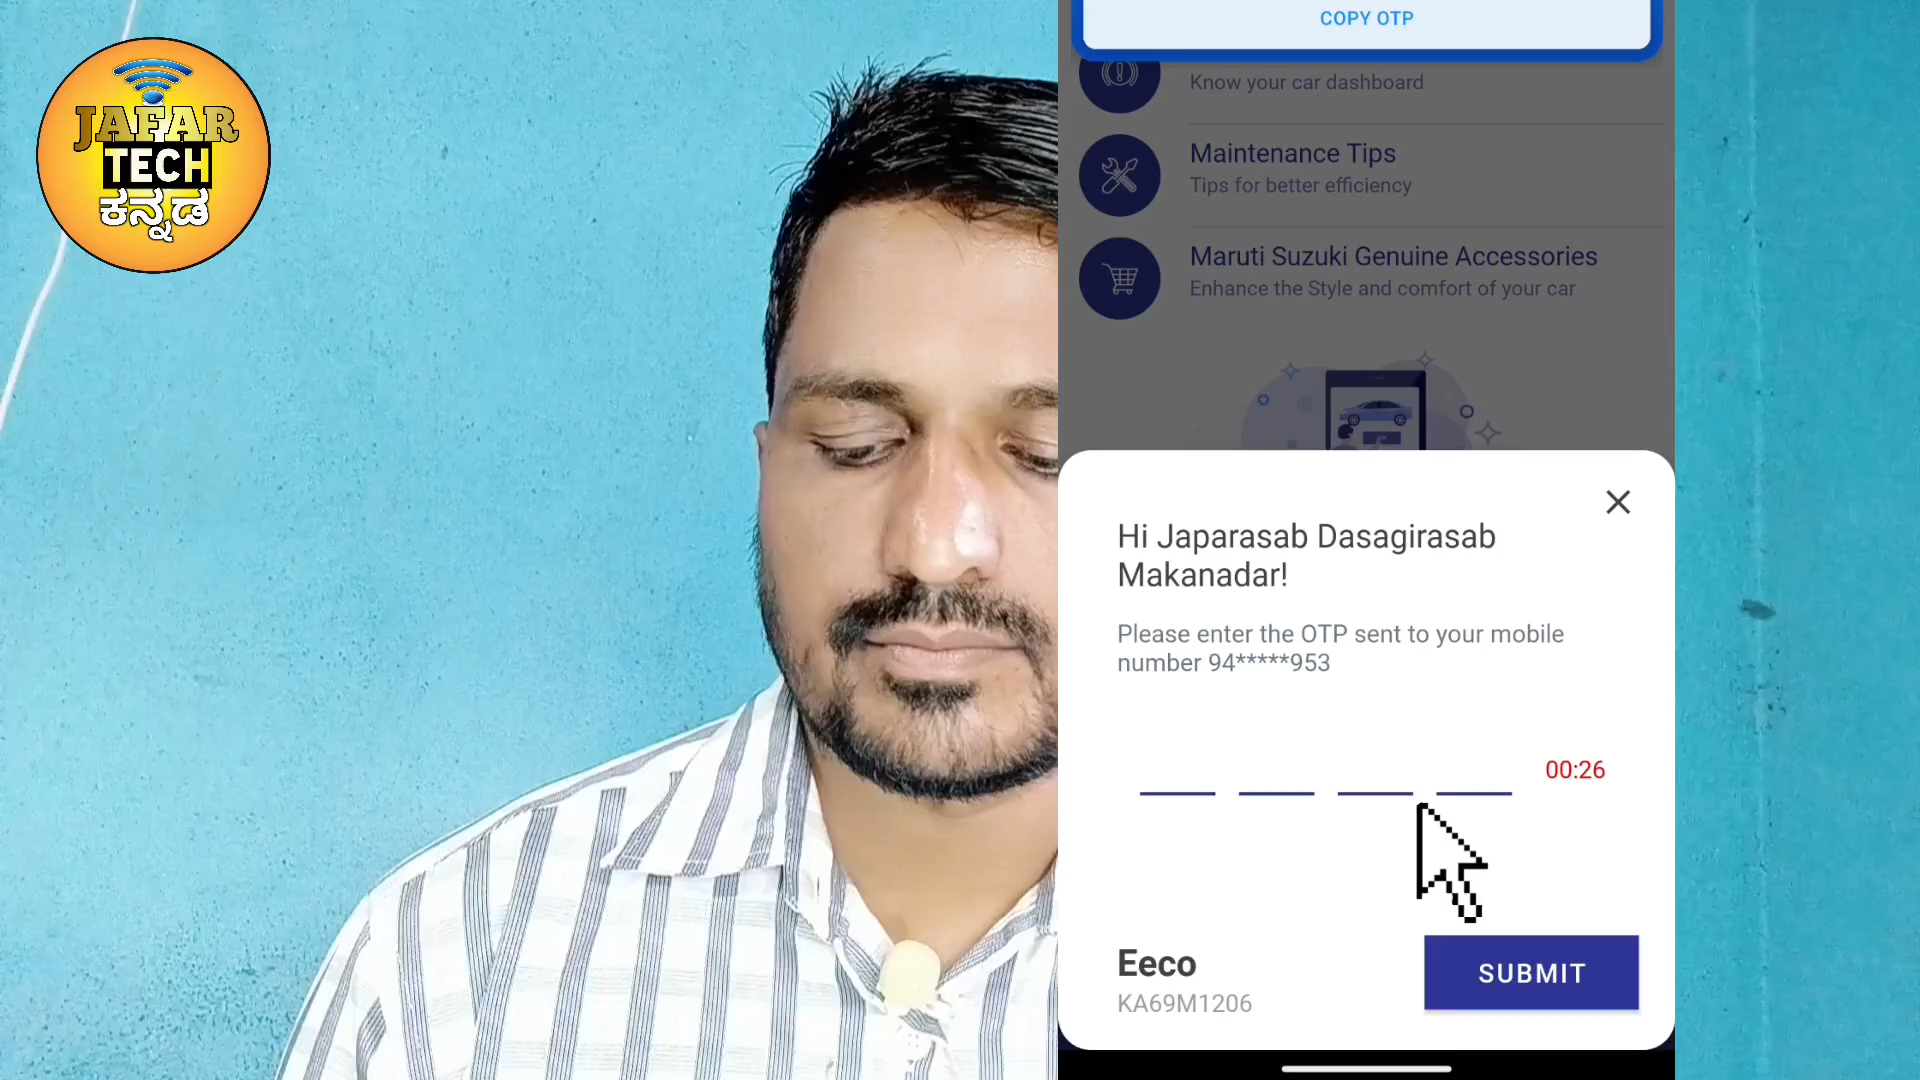 JAFAR
TECH
ಕನ್ನಡ
COPY OTP
Know your car dashboard
Maintenance Tips
Tips for better efficiency
Maruti Suzuki Genuine Accessories
Enhance the Style and comfort of your car
Hi Japarasab Dasagirasab
Makanadar!
Please enter the OTP sent to your mobile
number 94*****953
00:26
Eeco
KA69M1206
SUBMIT